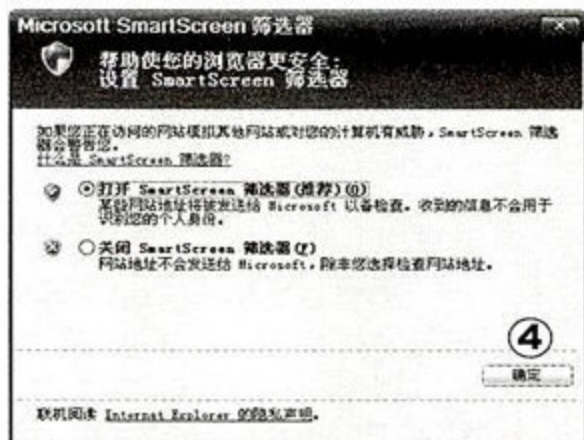 Microsoft SmartScreen 筛选器
帮助使您的浏览器更安全:
设置 SmartScreen 筛选器
如果您正在访问的网站模拟其他网站或对您的计算机有威胁，SmartScreen 筛选
器会警告您。
什么是 SmartScreen 筛选器?
打开 SmartScreen 筛选器(推荐)(O)
某些网站地址将被发送给 Microsoft 以备检查。收到的信息不会用于
识别您的个人身份。
关闭 SmartScreen 筛选器(F)
网站地址不会发送给 Microsoft，除非您选择检查网站地址。
④
确定
联机阅读 Internet Explorer 的隐私声明。